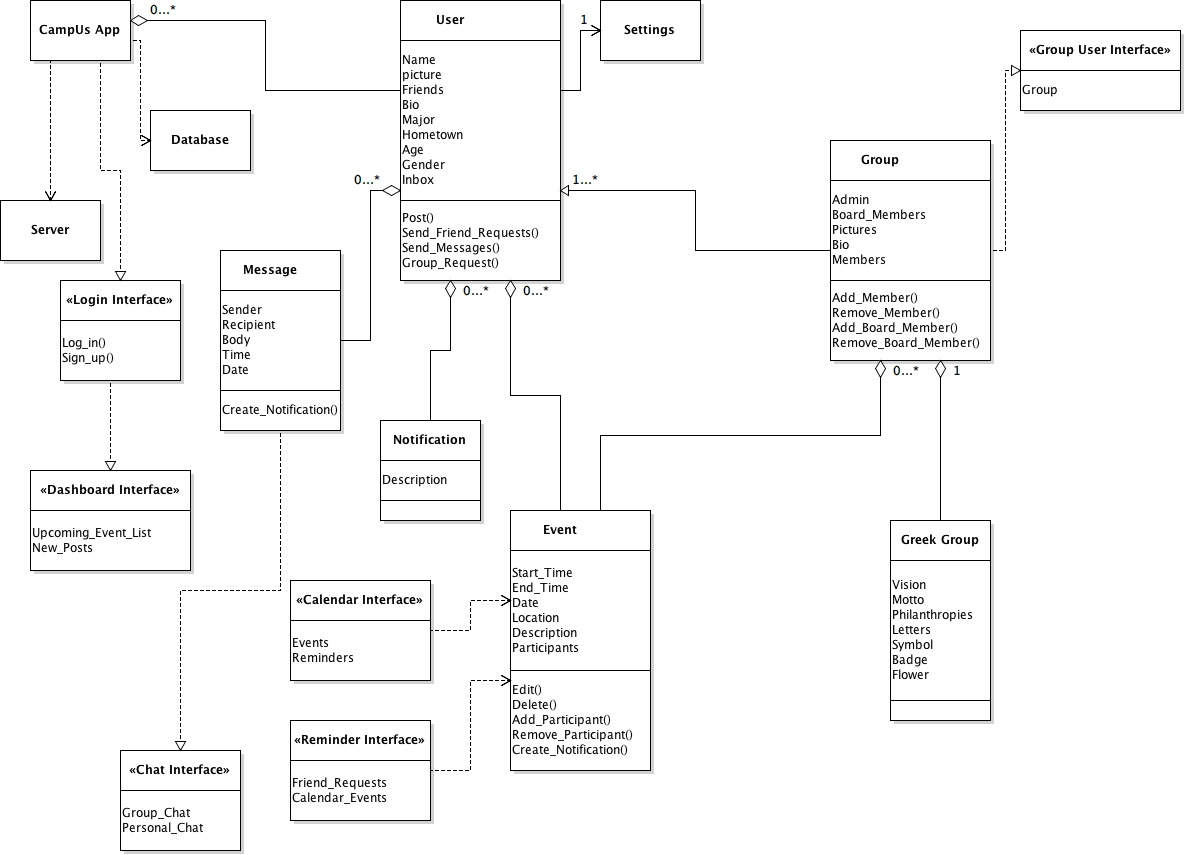 CampUs App
0...*
User
Name
picture
Friends
Bio
Major
Hometown
Age
Gender
Inbox
Post()
Send_Friend_Requests()
Send_Messages()
Group_Request()
1
Settings
«Group User Interface»
Group
Database
Server
0...*
1...*
Group
Admin
Board_Members
Pictures
Bio
Members
Add_Member()
Remove_Member()
Add_Board_Member()
Remove_Board_Member()
Message
Sender
Recipient
Body
Time
Date
Create_Notification()
«Login Interface»
Log_in()
Sign_up()
0...*
0...*
0...*
1
«Dashboard Interface»
Upcoming_Event_List
New_Posts
Notification
Description
Event
Start_Time
End_Time
Date
Location
Description
Participants
Edit()
Delete()
Add_Participant()
Remove_Participant()
Create_Notification()
Greek Group
Vision
Motto
Philanthropies
Letters
Symbol
Badge
Flower
«Calendar Interface»
Events
Reminders
«Reminder Interface»
Friend_Requests
Calendar_Events
«Chat Interface»
Group_Chat
Personal_Chat